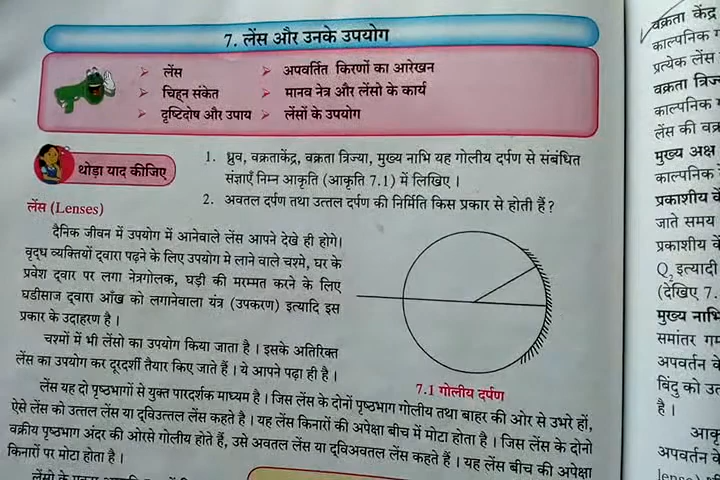 7. लेंस और उनके उपयोग
➢ लेंस ➢ अपवर्तित किरणों का आरेखन
➢ चिह्न संकेत ➢ मानव नेत्र और लेंसो के कार्य
➢ दृष्टिदोष और उपाय ➢ लेंसों के उपयोग
थोड़ा याद कीजिए
1. ध्रुव, वक्रताकेंद्र, वक्रता त्रिज्या, मुख्य नाभि यह गोलीय दर्पण से संबंधित
संज्ञाएँ निम्न आकृति (आकृति 7.1) में लिखिए ।
2. अवतल दर्पण तथा उत्तल दर्पण की निर्मिति किस प्रकार से होती हैं ?
लेंस (Lenses)
दैनिक जीवन में उपयोग में आनेवाले लेंस आपने देखे ही होगे।
वृद्ध व्यक्तियों द्वारा पढ़ने के लिए उपयोग मे लाने वाले चश्मे, घर के
प्रवेश द्वार पर लगा नेत्रगोलक, घड़ी की मरम्मत करने के लिए
घडीसाज द्वारा आँख को लगानेवाला यंत्र (उपकरण) इत्यादि इस
प्रकार के उदाहरण है ।
चश्मों में भी लेंसो का उपयोग किया जाता है । इसके अतिरिक्त
लेंस का उपयोग कर दूरदर्शी तैयार किए जाते हैं । ये आपने पढ़ा ही है ।
7.1 गोलीय दर्पण
लेंस यह दो पृष्ठभागों से युक्त पारदर्शक माध्यम है । जिस लेंस के दोनों पृष्ठभाग गोलीय तथा बाहर की ओर से उभरे हों,
ऐसे लेंस को उत्तल लेंस या द्विउत्तल लेंस कहते है । यह लेंस किनारों की अपेक्षा बीच में मोटा होता है । जिस लेंस के दोनो
वक्रीय पृष्ठभाग अंदर की ओरसे गोलीय होते हैं, उसे अवतल लेंस या द्विअवतल लेंस कहते हैं । यह लेंस बीच की अपेक्षा
किनारों पर मोटा होता है ।
वक्रता केंद्र
काल्पनिक
प्रत्येक लेंस
वक्रता
काल्पनिक
लेंस की
मुख्य अक्ष
काल्पनिक
प्रकाशीय
जाते समय
प्रकाशीय
Q2 इत्यादी
(देखिए 7.
मुख्य नाभि
समांतर
अपवर्तन
बिंदु को
है ।
अपवर्तन